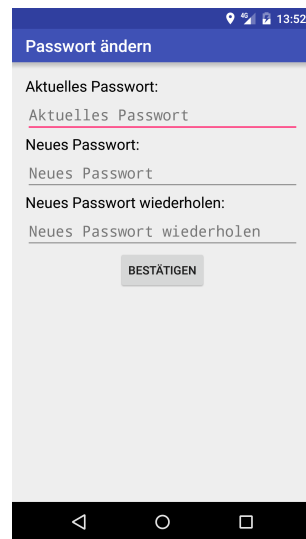 4G 13:52
Passwort ändern
Aktuelles Passwort:
Aktuelles Passwort
Neues Passwort:
Neues Passwort
Neues Passwort wiederholen:
Neues Passwort wiederholen
BESTÄTIGEN